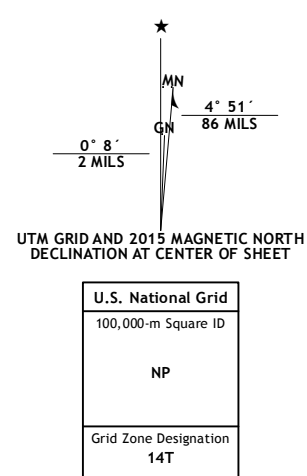 ★
MN
4° 51´
86 MILS
GN
0° 8´
2 MILS
UTM GRID AND 2015 MAGNETIC NORTH
DECLINATION AT CENTER OF SHEET
U.S. National Grid
100,000-m Square ID
NP
Grid Zone Designation
14T